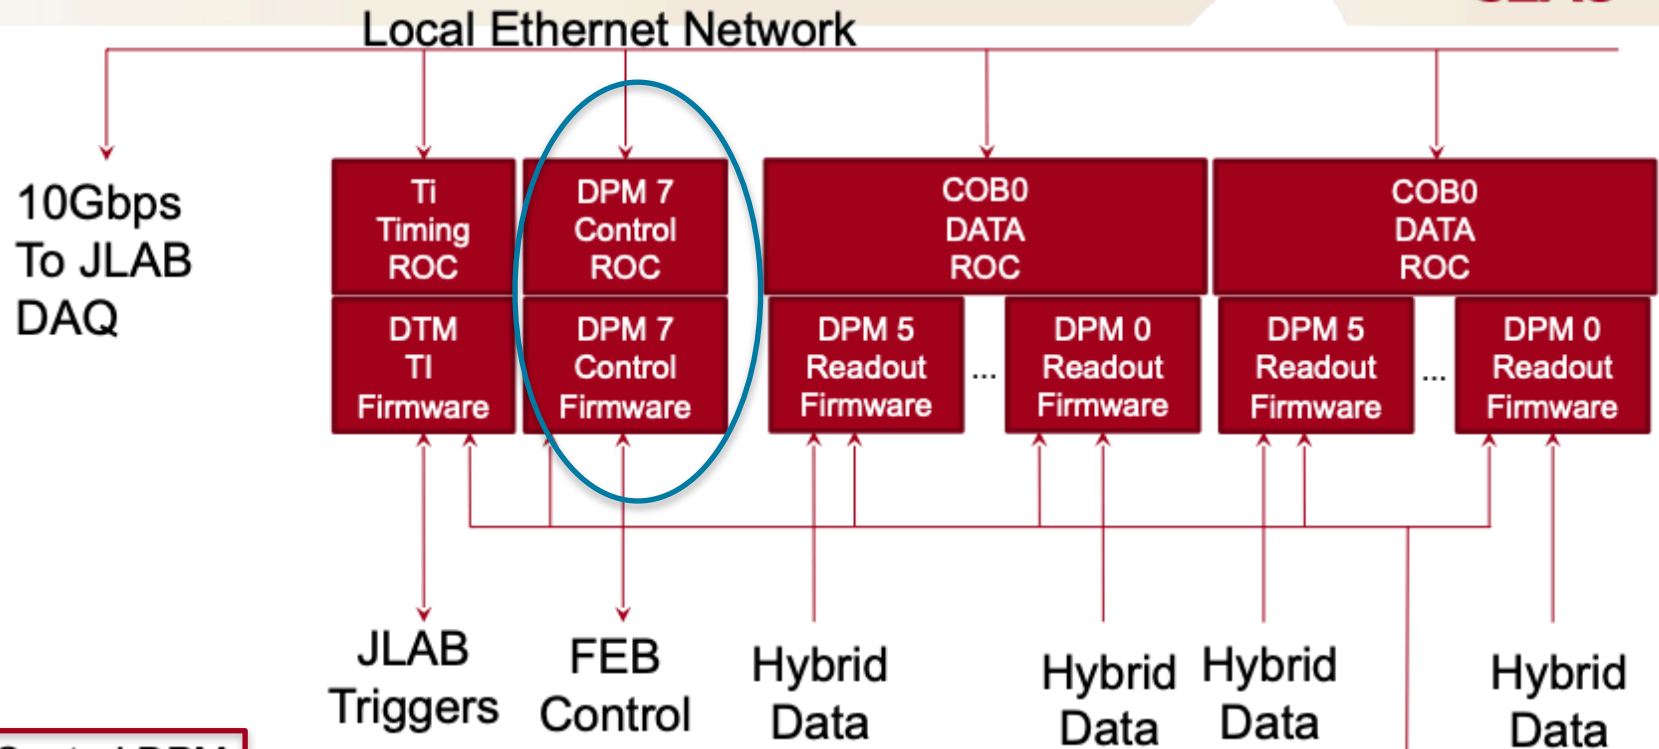 Local Ethernet Network
10Gbps
To JLAB
DAQ
Ti
Timing
ROC
DPM 7
Control
ROC
COB0
DATA
ROC
COB0
DATA
ROC
DTM
TI
Firmware
DPM 7
Control
Firmware
DPM 5
Readout
Firmware
...
DPM 0
Readout
Firmware
DPM 5
Readout
Firmware
...
DPM 0
Readout
Firmware
JLAB
Triggers
FEB
Control
Hybrid
Data
Hybrid
Data
Hybrid
Data
Hybrid
Data